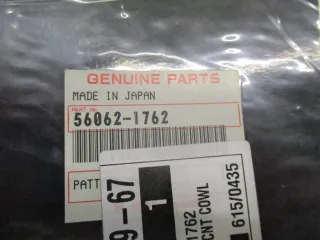 GENUINE PARTS
MADE IN JAPAN
PART No.
56062-1762
PATT
9-67
1
1762
CNT COWL
615/0435